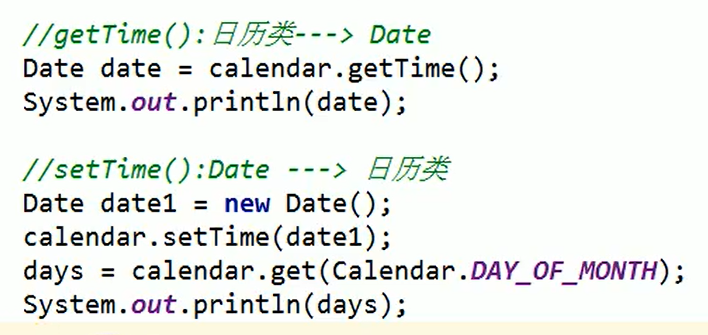 //getTime():日历类---> Date
Date date = calendar.getTime();
System.out.println(date);
//setTime():Date ---> 日历类
Date date1 = new Date();
calendar.setTime(date1);
days = calendar.get(Calendar.DAY_OF_MONTH);
System.out.println(days);